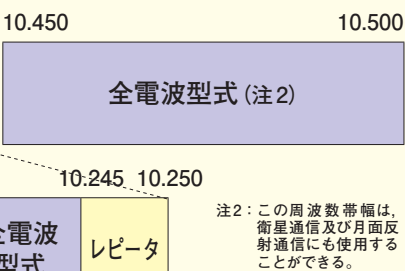 10.450 10.500
全電波型式(注2)
10.245 10.250
全電波
型式
レピータ
注2:この周波数帯幅は,
衛星通信及び月面反
射通信にも使用する
ことができる。